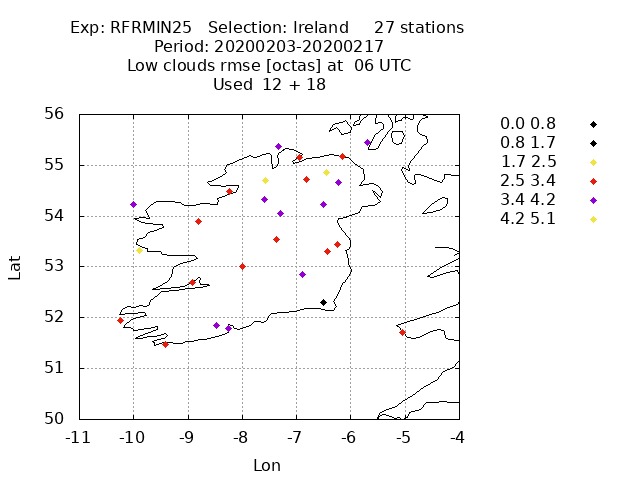 Exp: RFRMIN25 Selection: Ireland 27 stations
Period: 20200203-20200217
Low clouds rmse [octas] at 06 UTC
Used 12 + 18
56
55
54
53
52
51
50
-11 -10 -9 -8 -7 -6 -5 -4
Lat
Lon
0.0 0.8
0.8 1.7
1.7 2.5
2.5 3.4
3.4 4.2
4.2 5.1